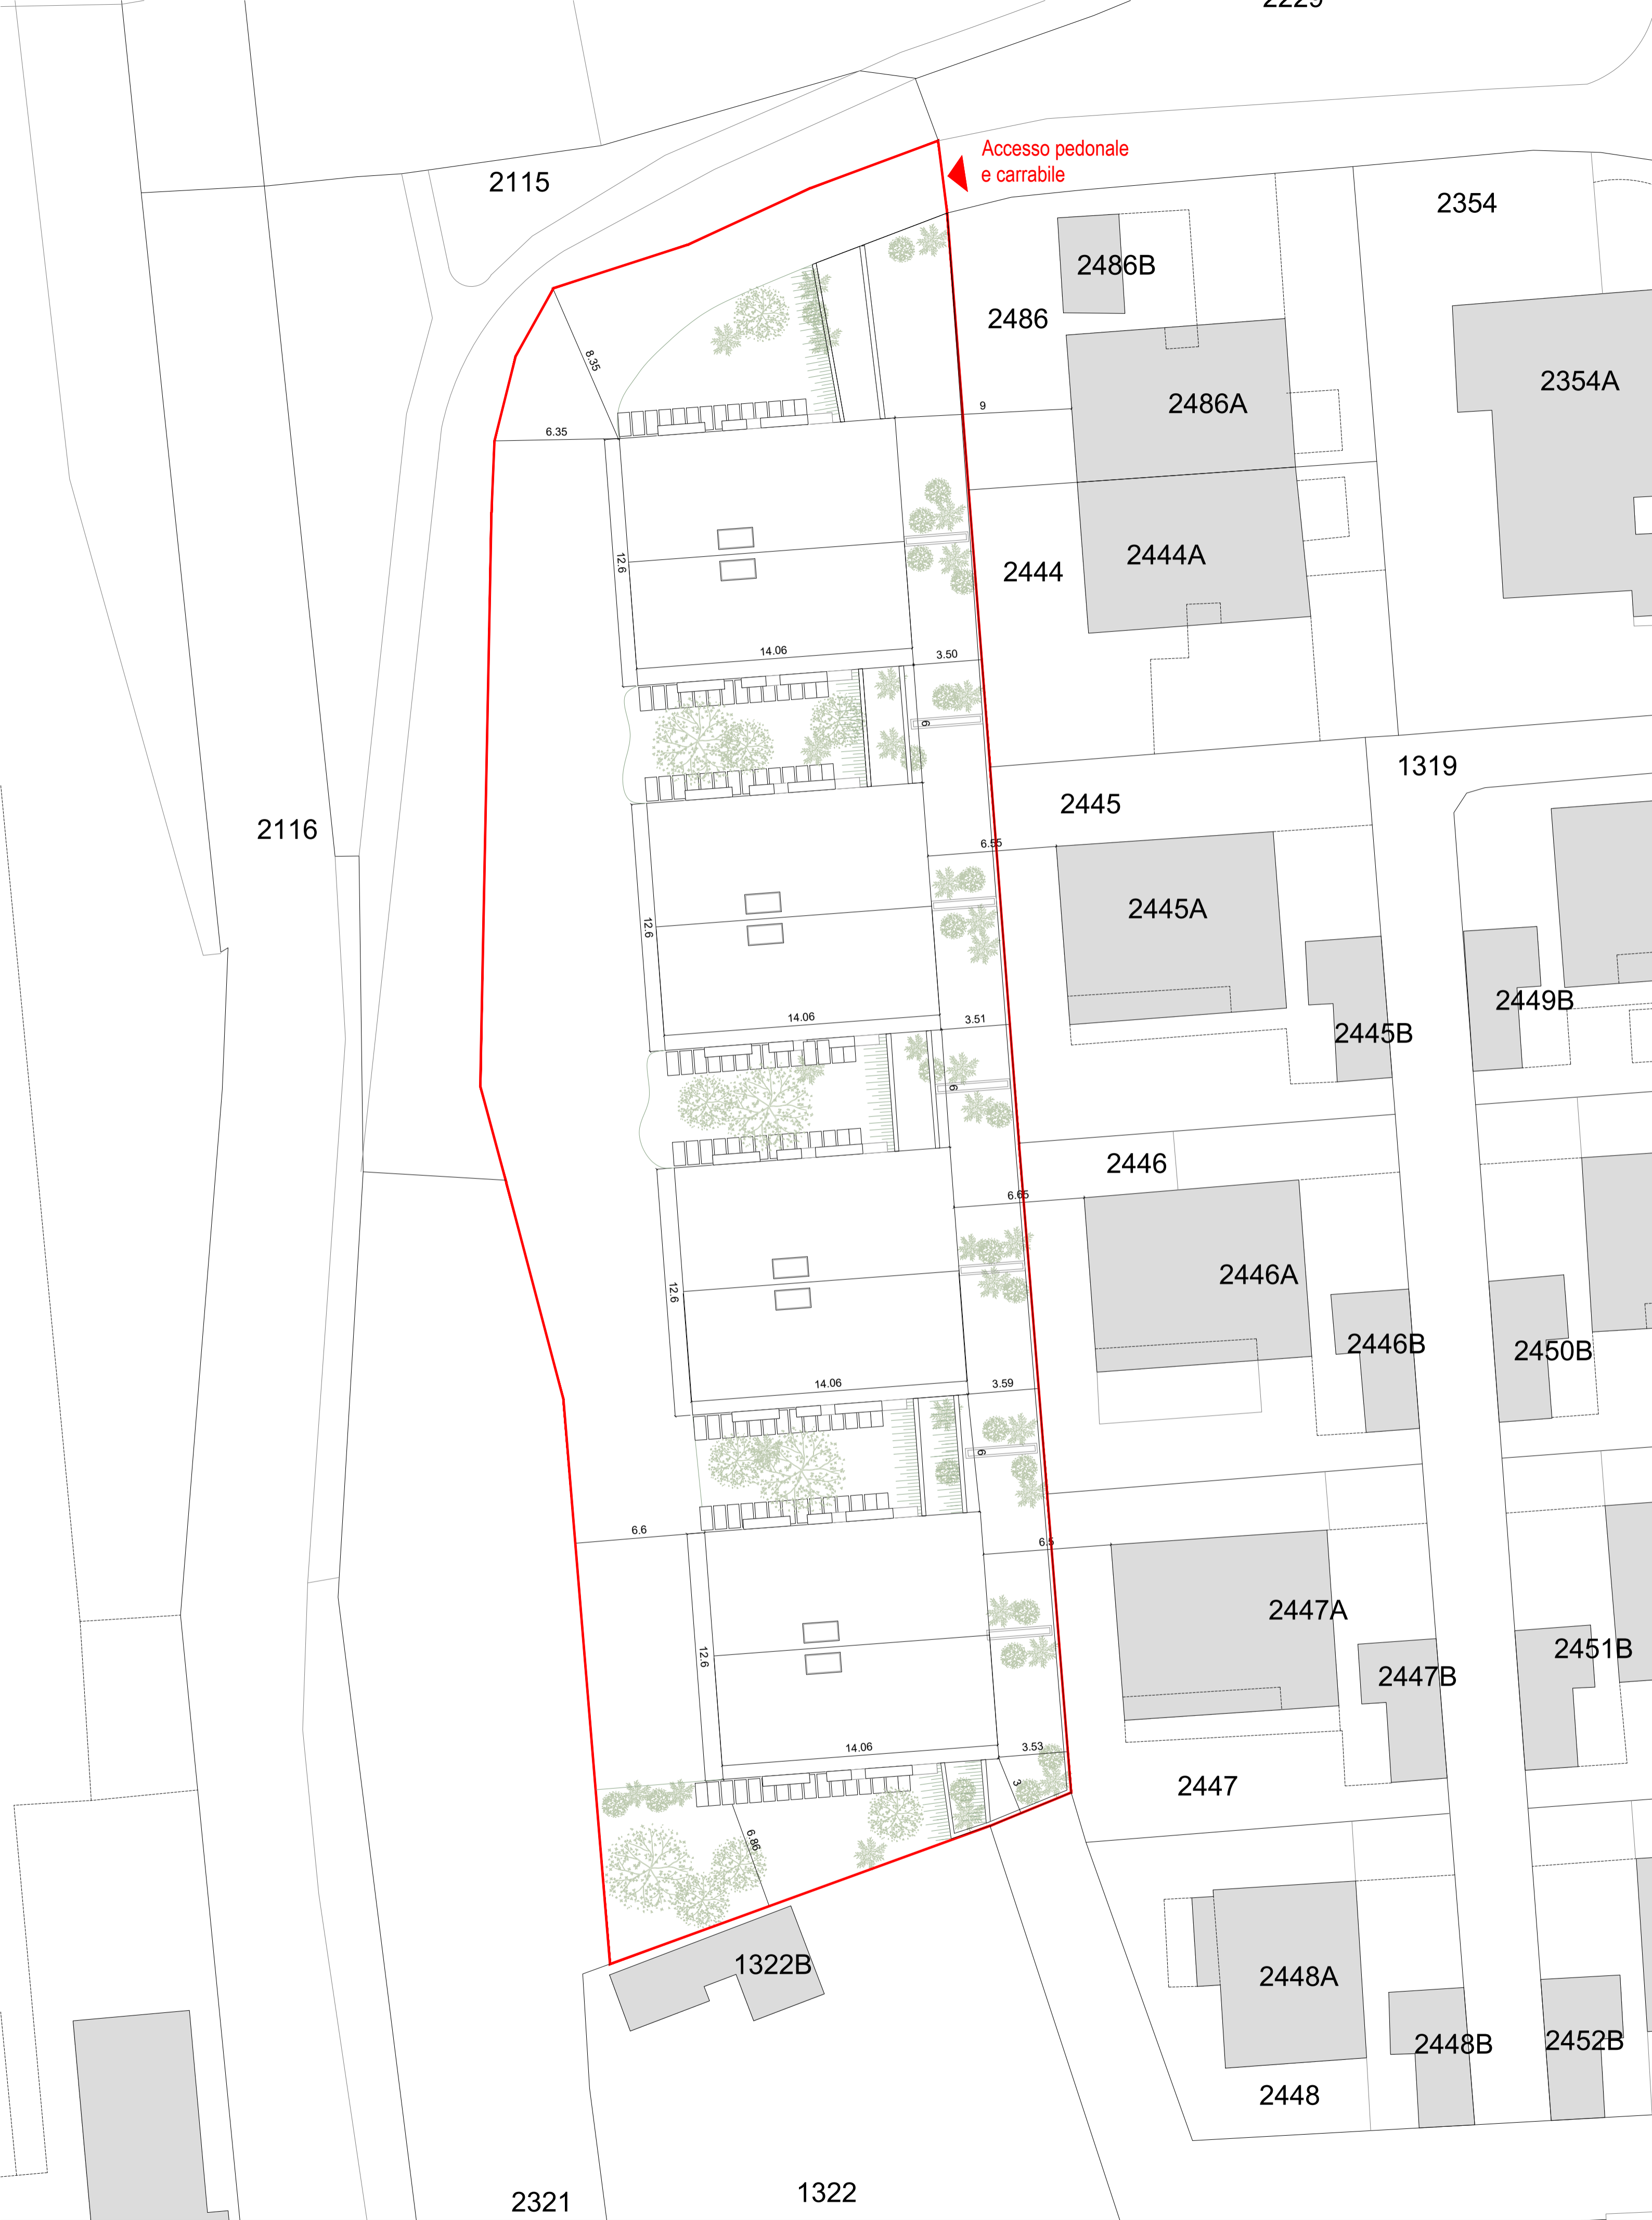 2229
Accesso pedonale
e carrabile
2115
2354
2486B
2486
8.35
2354A
2486A
9
6.35
12.6
2444A
2444
14.06
3.50
6
1319
2445
2116
6.55
2445A
12.6
2449B
14.06
3.51
2445B
6
2446
6.65
2446A
12.6
2446B
2450B
14.06
3.59
6
6.6
6.5
2447A
12.6
2451B
2447B
14.06
3.53
3
2447
6.86
1322B
2448A
2448B
2452B
2448
1322
2321